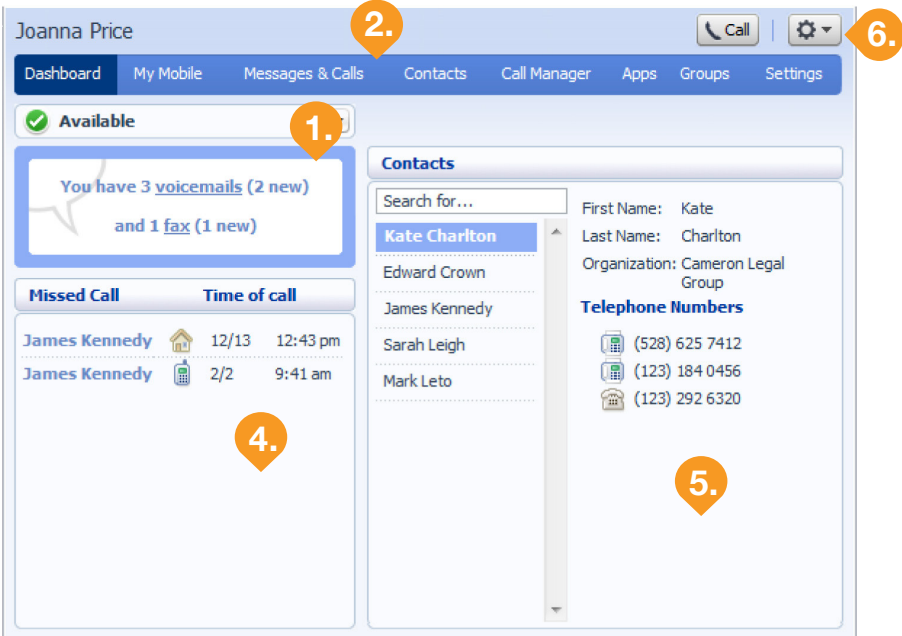 Joanna Price
2.
Call
6.
Dashboard My Mobile Messages & Calls Contacts Call Manager Apps Groups Settings
Available
1.
You have 3 voicemails (2 new)
and 1 fax (1 new)
Missed Call Time of call
James Kennedy 12/13 12:43 pm
James Kennedy 2/2 9:41 am
4.
Contacts
Search for...
Kate Charlton
Edward Crown
James Kennedy
Sarah Leigh
Mark Leto
First Name: Kate
Last Name: Charlton
Organization: Cameron Legal
Group
Telephone Numbers
(528) 625 7412
(123) 184 0456
(123) 292 6320
5.